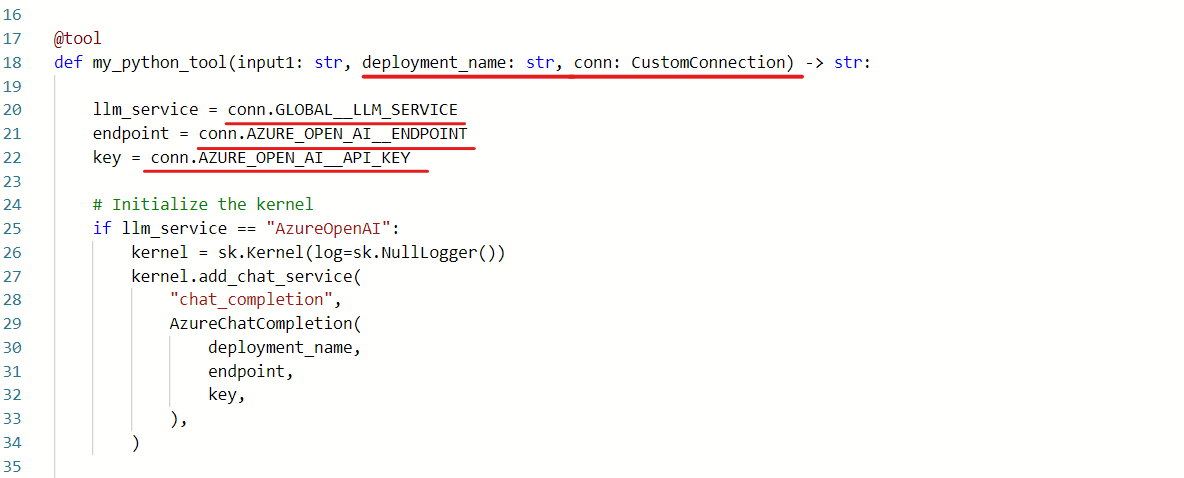 16
17 @tool
18 def my_python_tool(input1: str, deployment_name: str, conn: CustomConnection) -> str:
19
20 llm_service = conn.GLOBAL__LLM_SERVICE
21 endpoint = conn.AZURE_OPEN_AI__ENDPOINT
22 key = conn.AZURE_OPEN_AI__API_KEY
23
24 # Initialize the kernel
25 if llm_service == "AzureOpenAI":
26 kernel = sk.Kernel(log=sk.NullLogger())
27 kernel.add_chat_service(
28 "chat_completion",
29 AzureChatCompletion(
30 deployment_name,
31 endpoint,
32 key,
33 ),
34 )
35